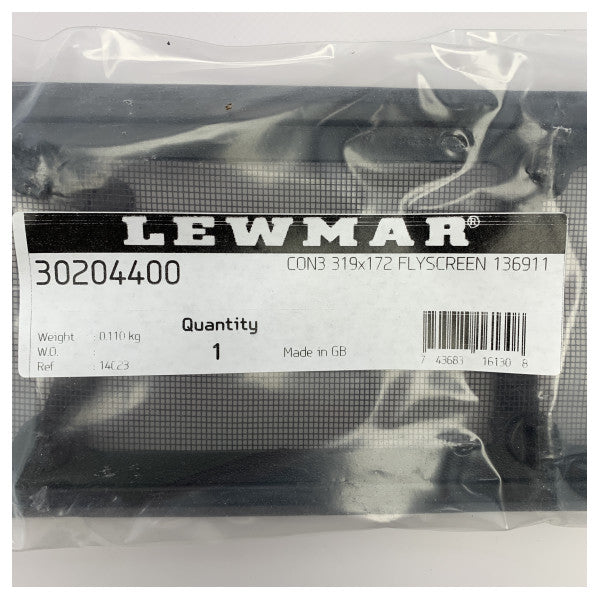 LEWMAR®
30204400
CON3 319x172 FLYSCREEN 136911
Quantity
1
Weight : 0.110 kg
W.O. :
Ref : 14C23
Made in GB
7 43683 16130 8